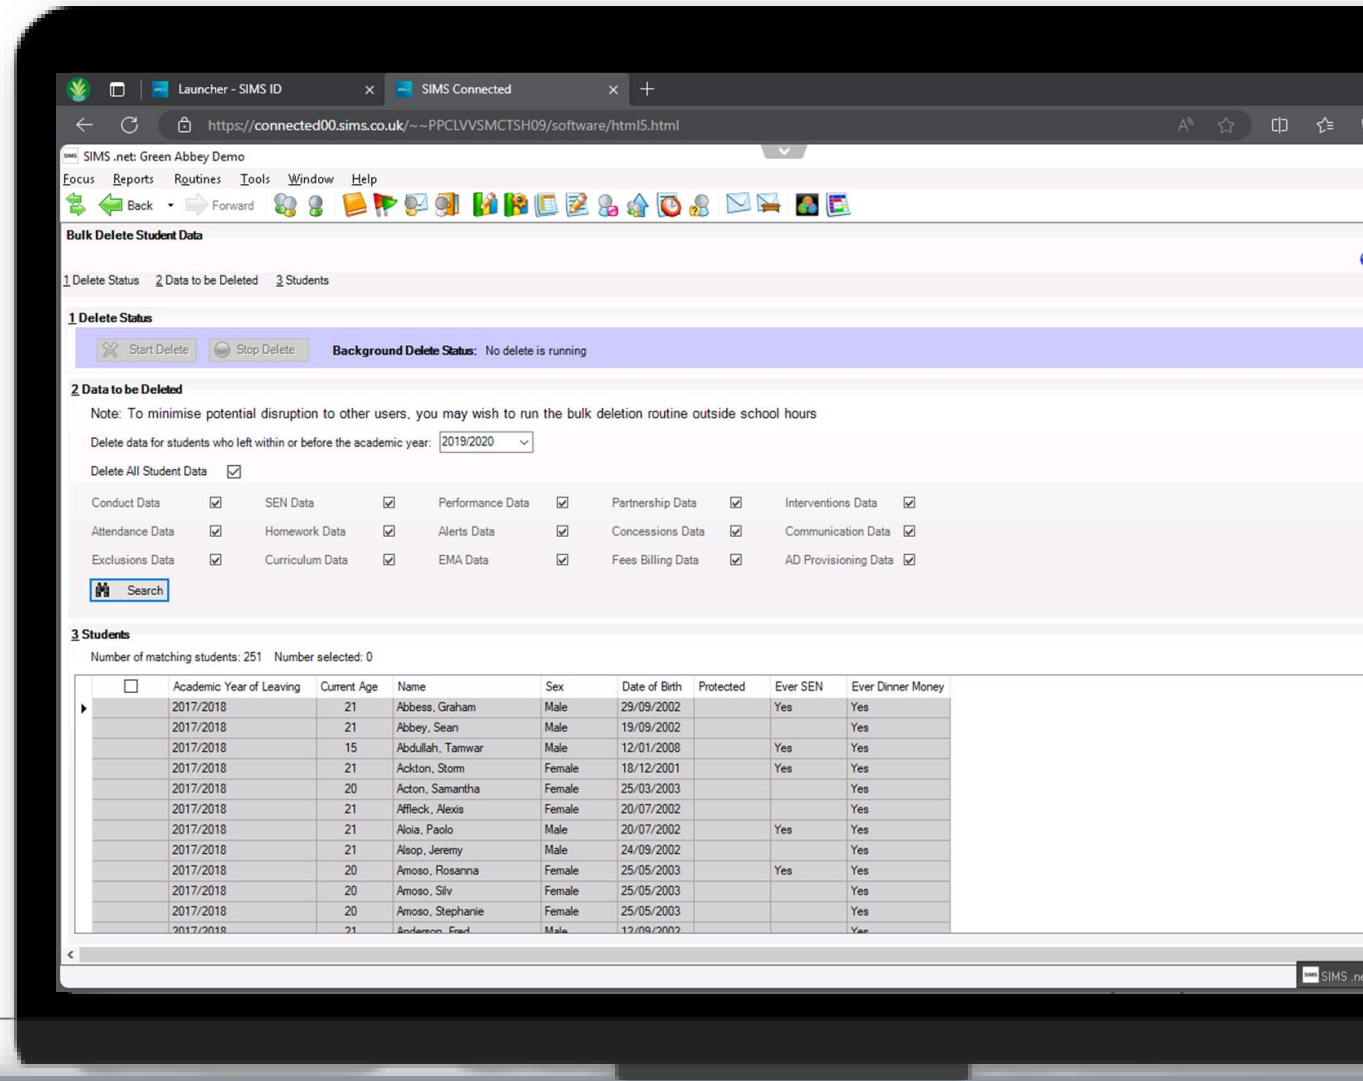 Launcher - SIMS ID
SIMS Connected
https://connected00.sims.co.uk/~~PPCLVVSMCTSH09/software/html5.html
SIMS SIMS .net: Green Abbey Demo
Focus Reports Routines Tools Window Help
Back Forward
Bulk Delete Student Data
1 Delete Status 2 Data to be Deleted 3 Students
1 Delete Status
Start Delete Stop Delete Background Delete Status: No delete is running
2 Data to be Deleted
Note: To minimise potential disruption to other users, you may wish to run the bulk deletion routine outside school hours
Delete data for students who left within or before the academic year: 2019/2020
Delete All Student Data
Conduct Data SEN Data Performance Data Partnership Data Interventions Data
Attendance Data Homework Data Alerts Data Concessions Data Communication Data
Exclusions Data Curriculum Data EMA Data Fees Billing Data AD Provisioning Data
Search
3 Students
Number of matching students: 251 Number selected: 0
Academic Year of Leaving Current Age Name Sex Date of Birth Protected Ever SEN Ever Dinner Money
2017/2018 21 Abbess, Graham Male 29/09/2002 Yes Yes
2017/2018 21 Abbey, Sean Male 19/09/2002 Yes
2017/2018 15 Abdullah, Tamwar Male 12/01/2008 Yes Yes
2017/2018 21 Ackton, Storm Female 18/12/2001 Yes Yes
2017/2018 20 Acton, Samantha Female 25/03/2003 Yes
2017/2018 21 Affleck, Alexis Female 20/07/2002 Yes
2017/2018 21 Aloia, Paolo Male 20/07/2002 Yes Yes
2017/2018 21 Alsop, Jeremy Male 24/09/2002 Yes
2017/2018 20 Amoso, Rosanna Female 25/05/2003 Yes Yes
2017/2018 20 Amoso, Silv Female 25/05/2003 Yes
2017/2018 20 Amoso, Stephanie Female 25/05/2003 Yes
2017/2018 21 Anderson, Fred Male 12/09/2002 Yes
SIMS SIMS .ne